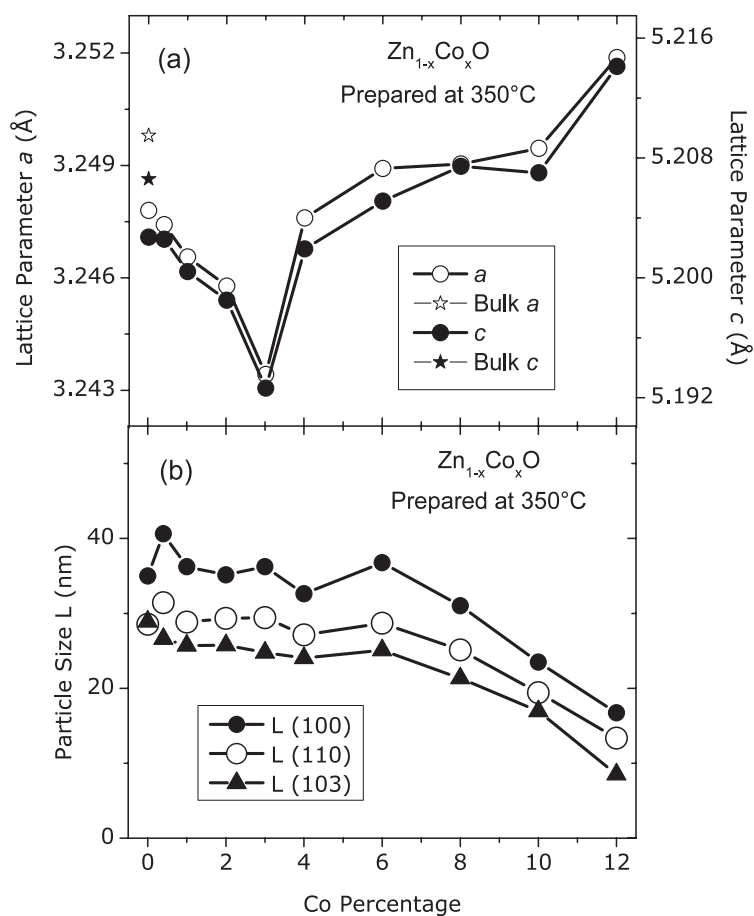 (a)
Zn1-xCoxO
Prepared at 350°C
Lattice Parameter a (Å)
3.252
3.249
3.246
3.243
Lattice Parameter c (Å)
5.216
5.208
5.200
5.192
a
Bulk a
c
Bulk c
(b)
Zn1-xCoxO
Prepared at 350°C
Particle Size L (nm)
40
20
0
L (100)
L (110)
L (103)
0 2 4 6 8 10 12
Co Percentage